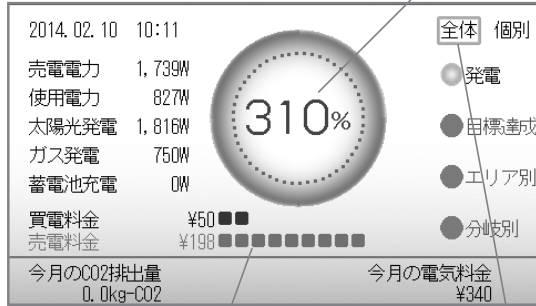 2014.02.10 10:11
全体 個別
売電電力 1,739W
使用電力 827W
太陽光発電 1,816W
ガス発電 750W
蓄電池充電 0W
310%
発電
目標達成
エリア別
分岐別
買電料金 ¥50
売電料金 ¥198
今月のCO2排出量
0.0kg-CO2
今月の電気料金
¥340